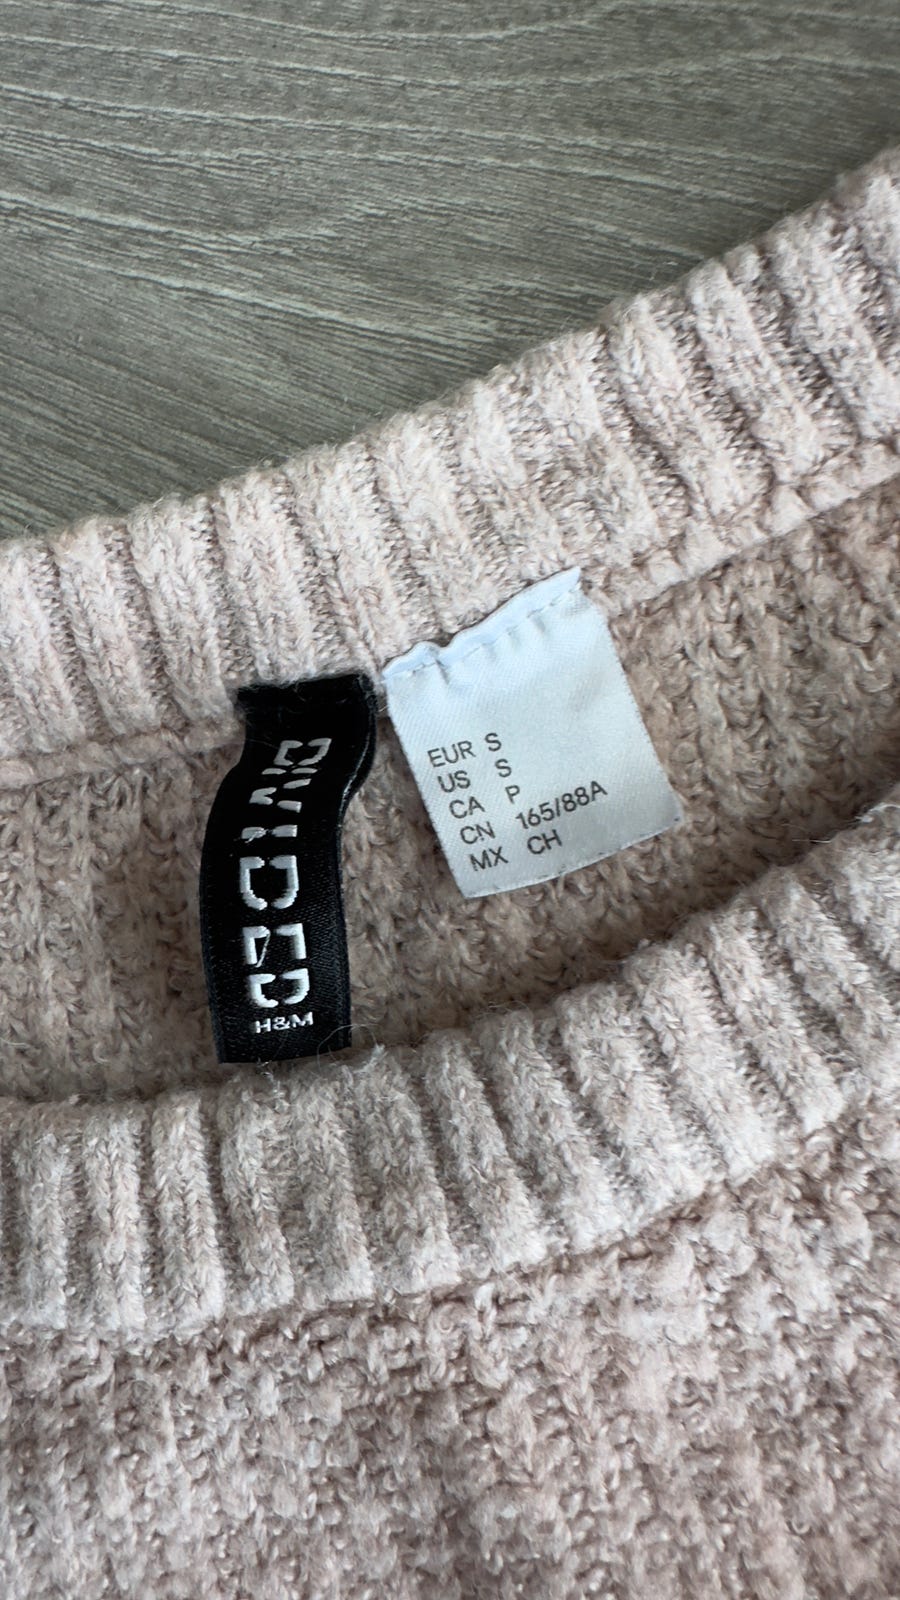 DIVIDED
H&M
EUR S
US S
CA P
CN 165/88A
MX CH